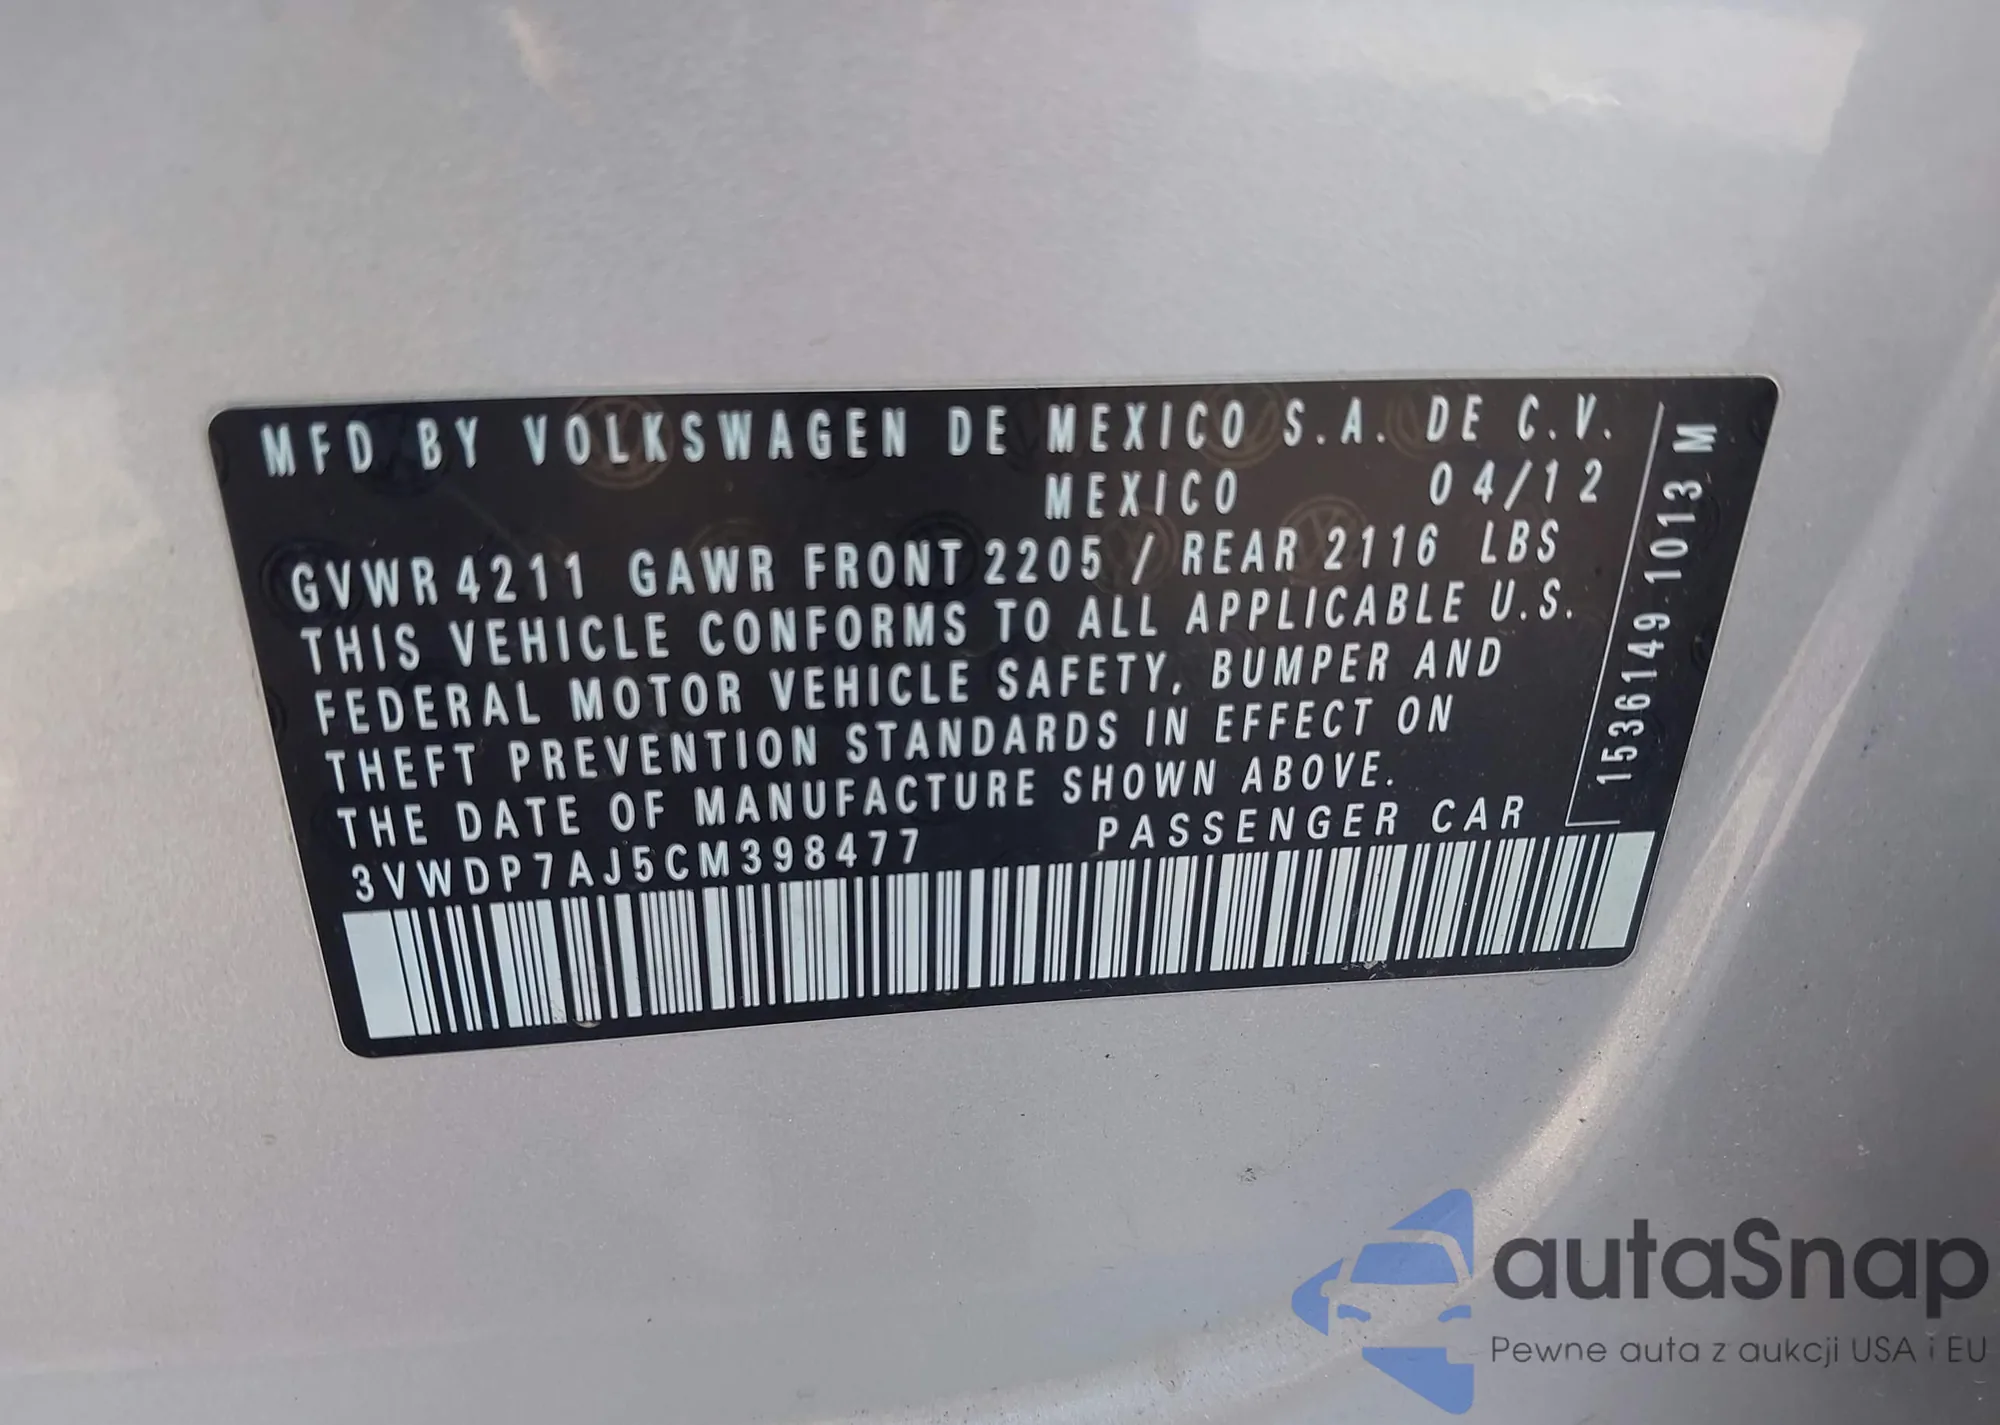 MFD BY VOLKSWAGEN DE MEXICO S.A. DE C.V.
MEXICO 04/12
GVWR 4211 GAWR FRONT 2205 / REAR 2116 LBS
THIS VEHICLE CONFORMS TO ALL APPLICABLE U.S.
FEDERAL MOTOR VEHICLE SAFETY, BUMPER AND
THEFT PREVENTION STANDARDS IN EFFECT ON
THE DATE OF MANUFACTURE SHOWN ABOVE.
3VWDP7AJ5CM398477 PASSENGER CAR
1536149-1013 M
autaSnap
Pewne auta z aukcji USA i EU